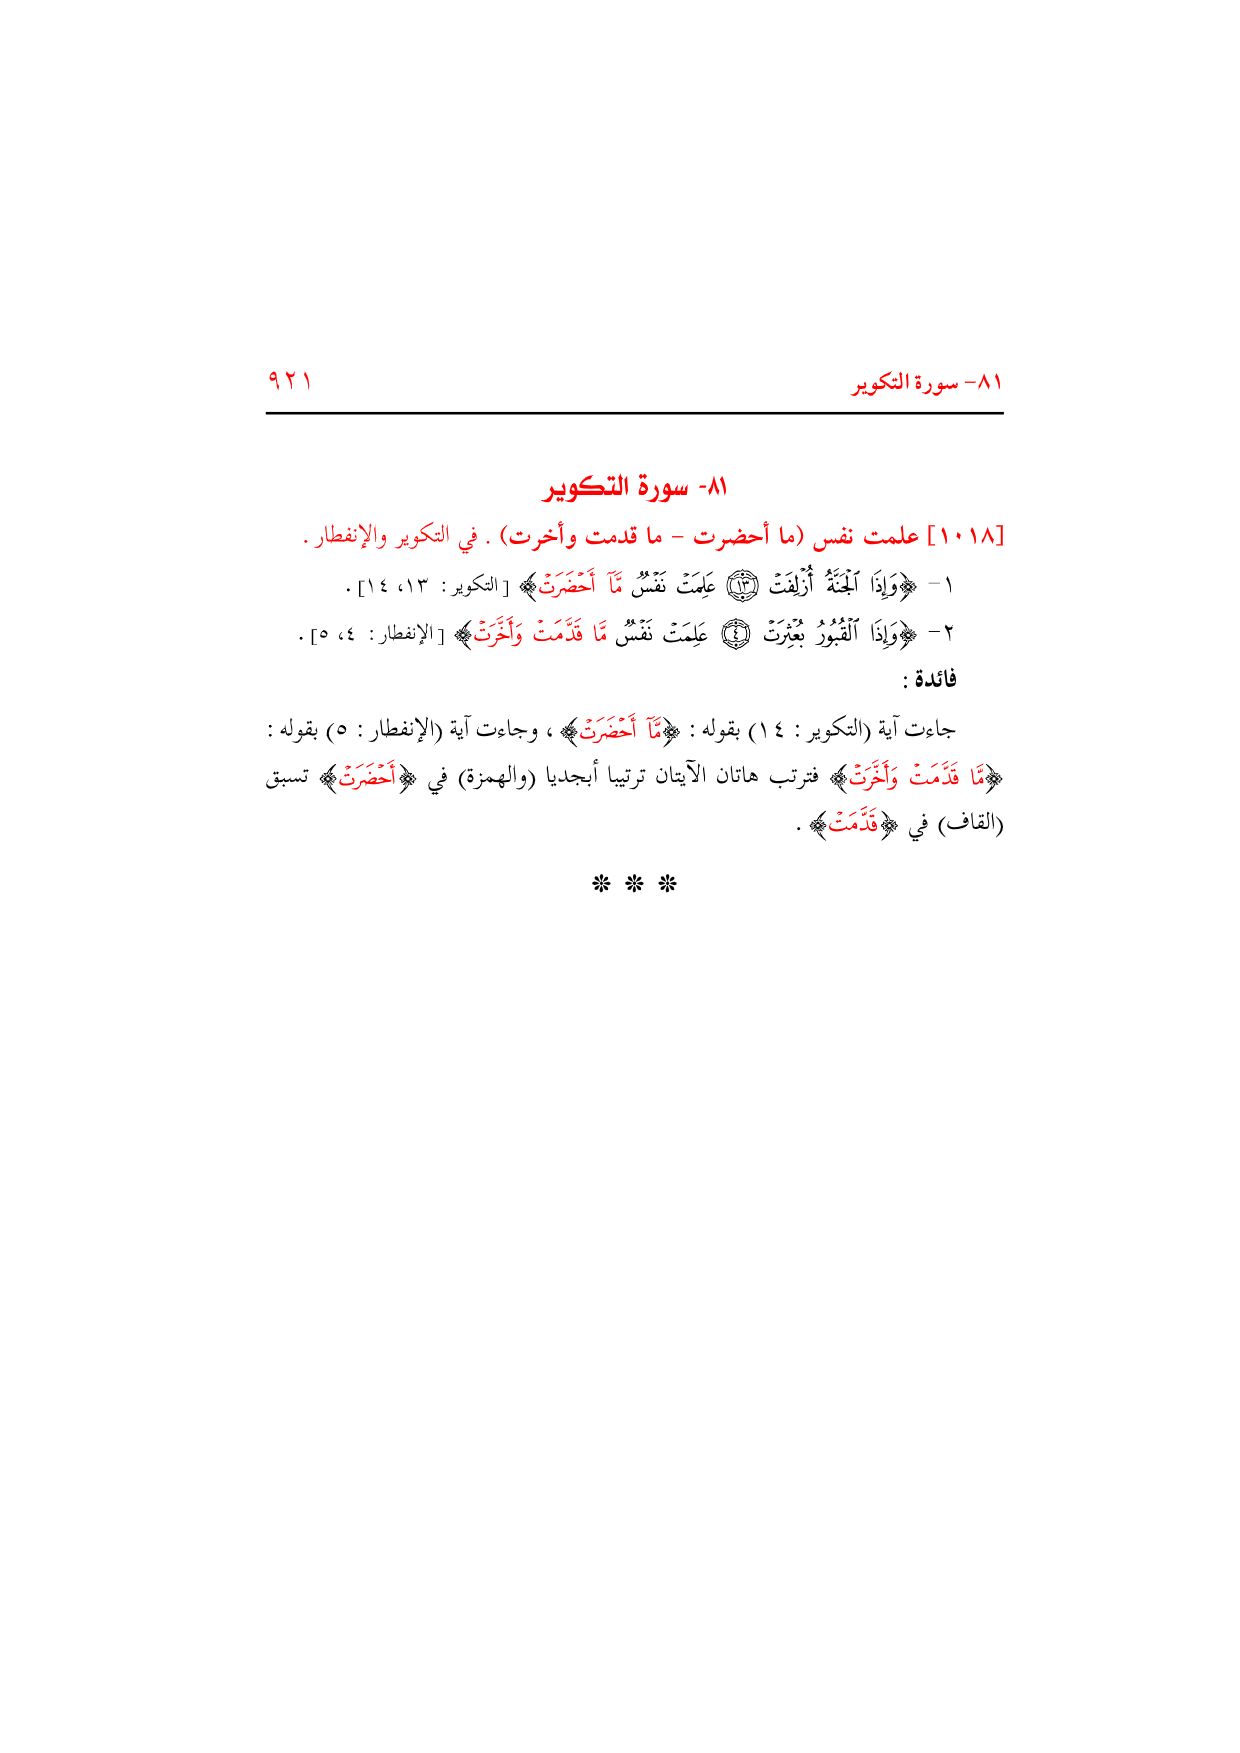 ٨١- سورة التكوير ٩٢١
٨١- سورة التكوير
[١٠١٨] علمت نفس (ما أحضرت – ما قدمت وأخرت) . في التكوير والإنفطار .
١- ﴿وَإِذَا ٱلْجَنَّةُ أُزْلِفَتْ ١٣ عَلِمَتْ نَفْسٌ مَّآ أَحْضَرَتْ﴾ [التكوير : ١٣، ١٤] .
٢- ﴿وَإِذَا ٱلْقُبُورُ بُعْثِرَتْ ٤ عَلِمَتْ نَفْسٌ مَّا قَدَّمَتْ وَأَخَّرَتْ﴾ [الإنفطار : ٤، ٥] .
فائدة :
جاءت آية (التكوير : ١٤) بقوله : ﴿مَّآ أَحْضَرَتْ﴾ ، وجاءت آية (الإنفطار : ٥) بقوله :
﴿مَّا قَدَّمَتْ وَأَخَّرَتْ﴾ فترتب هاتان الآيتان ترتيبا أبجديا (والهمزة) في ﴿أَحْضَرَتْ﴾ تسبق
(القاف) في ﴿قَدَّمَتْ﴾ .